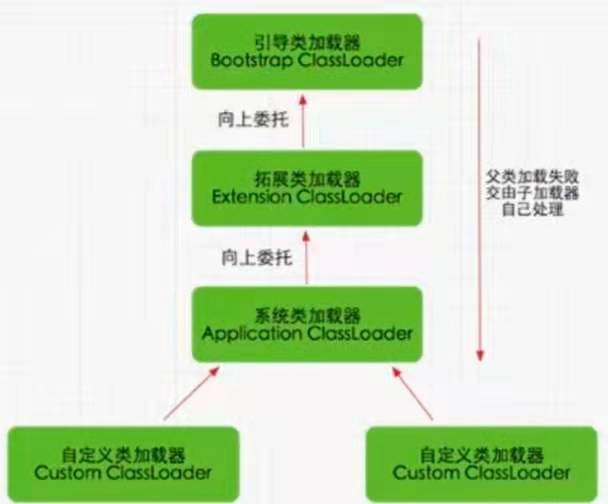 引导类加载器
Bootstrap ClassLoader
向上委托
拓展类加载器
Extension ClassLoader
父类加载失败
交由子加载器
自己处理
向上委托
系统类加载器
Application ClassLoader
自定义类加载器
Custom ClassLoader
自定义类加载器
Custom ClassLoader